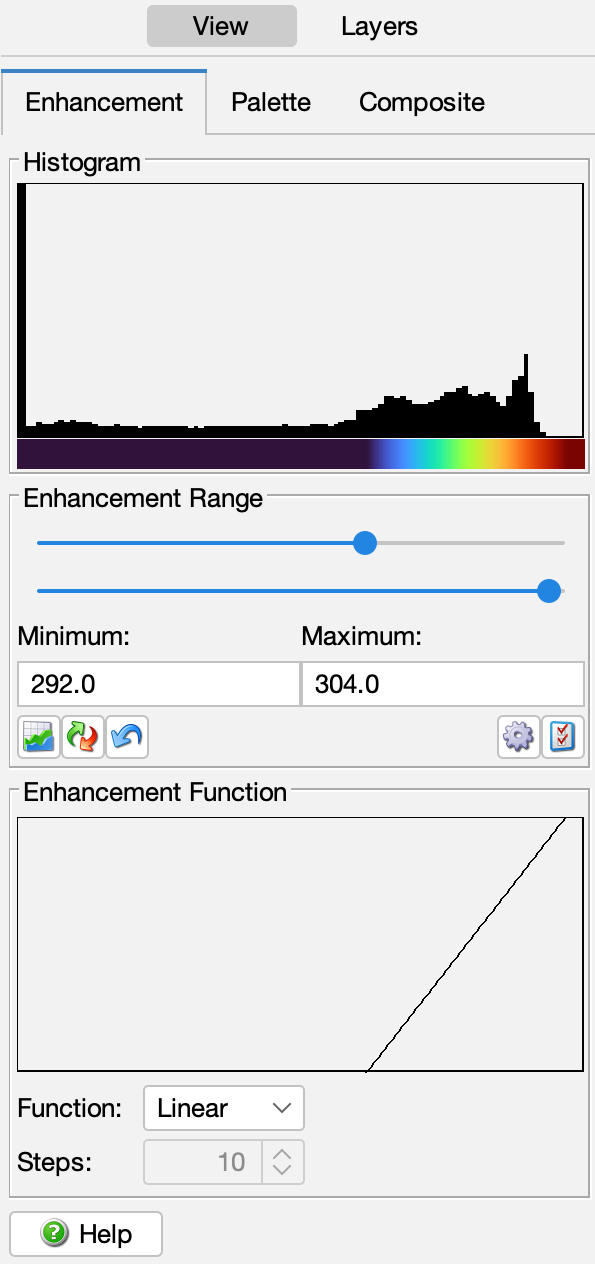 View Layers
Enhancement Palette Composite
Histogram
Enhancement Range
Minimum: Maximum:
292.0 304.0
Enhancement Function
Function: Linear
Steps: 10
Help